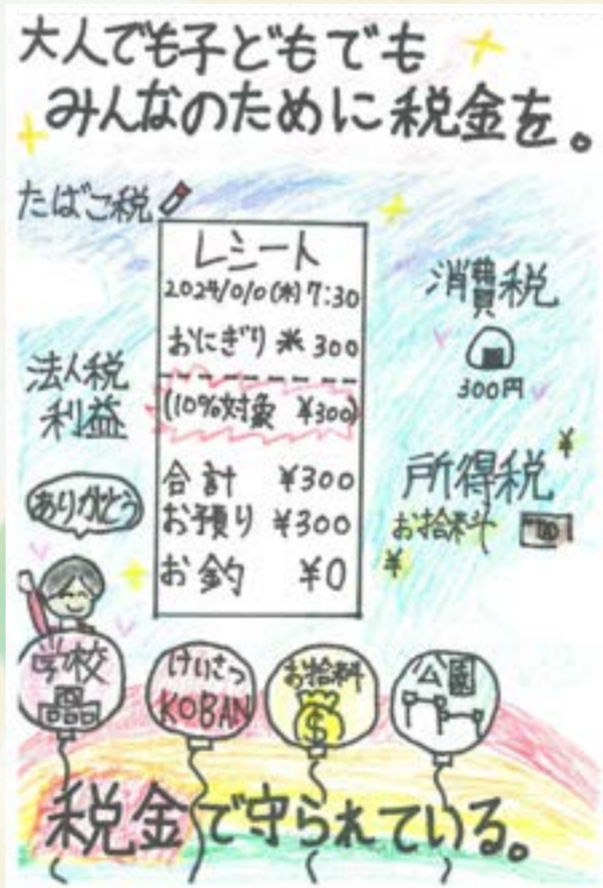 大人でも子どもでも
みんなのために税金を。
たばこ税
レシート
2024/0/0(木)7:30
おにぎり ※ 300
(10%対象 ¥300)
合計 ¥300
お預り ¥300
お釣 ¥0
消費税
300円
法人税
利益
ありがとう
所得税
お拾料
¥
¥
学校
けいさつ
KOBAN
お拾料
$
公園
税金で守られている。